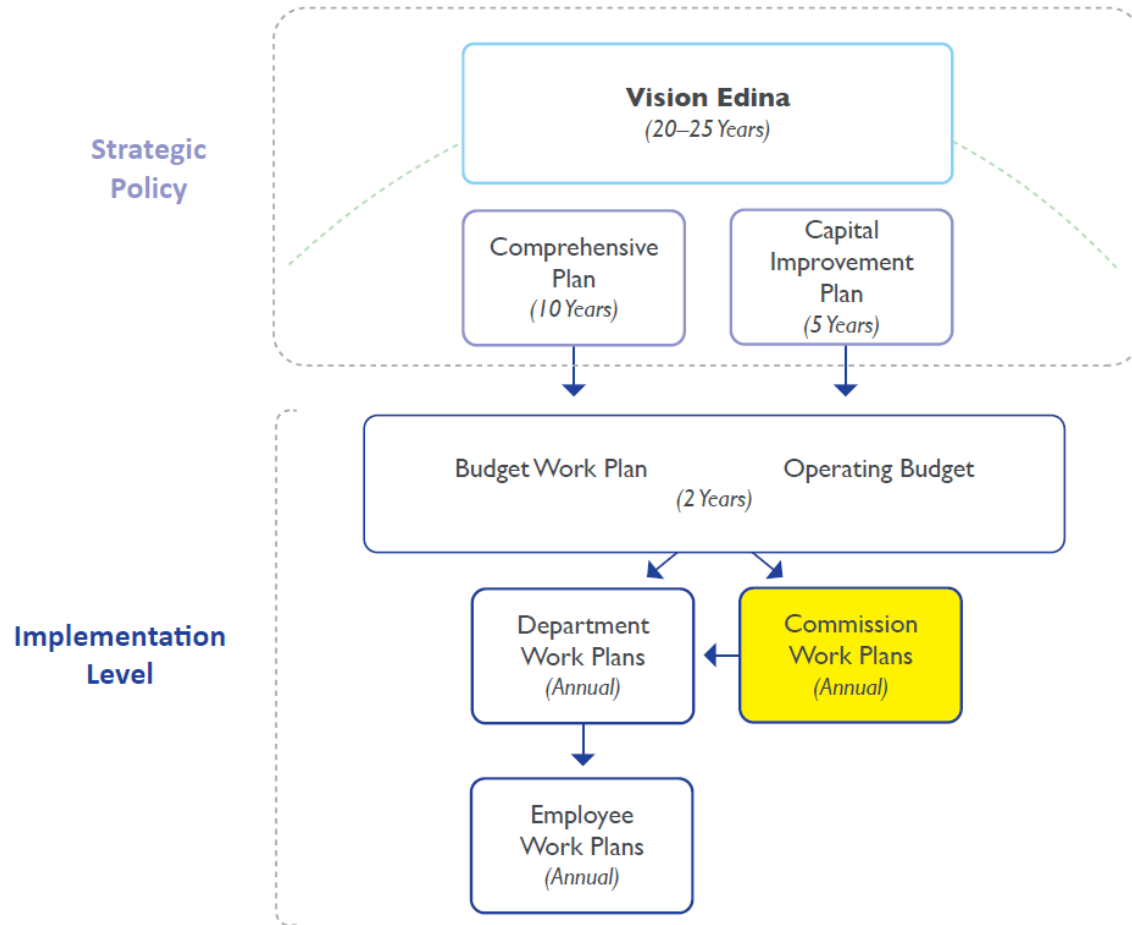 Vision Edina
(20–25 Years)
Strategic
Policy
Comprehensive
Plan
(10 Years)
Capital
Improvement
Plan
(5 Years)
Budget Work Plan
Operating Budget
(2 Years)
Implementation
Level
Department
Work Plans
(Annual)
Commission
Work Plans
(Annual)
Employee
Work Plans
(Annual)